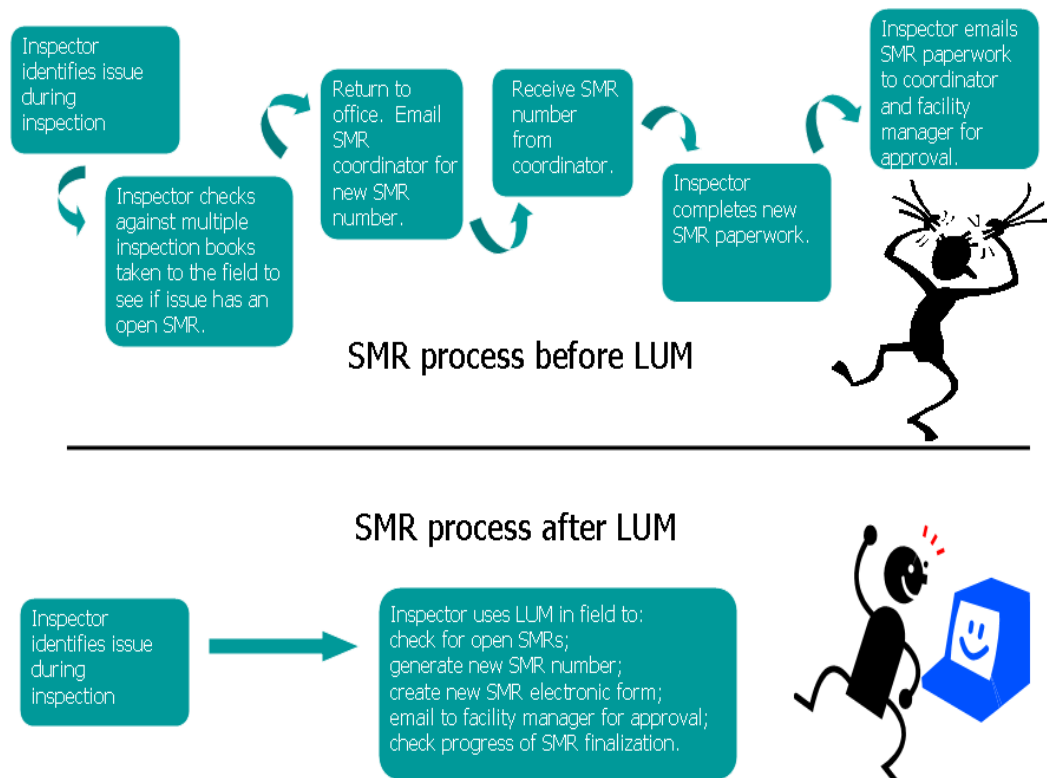 Inspector
identifies issue
during
inspection
Inspector checks
against multiple
inspection books
taken to the field to
see if issue has an
open SMR.
Return to
office.  Email
SMR
coordinator for
new SMR
number.
Receive SMR
number
from
coordinator.
Inspector
completes new
SMR paperwork.
Inspector emails
SMR paperwork
to coordinator
and facility
manager for
approval.
SMR process before LUM
SMR process after LUM
Inspector
identifies issue
during
inspection
Inspector uses LUM in field to:
check for open SMRs;
generate new SMR number;
create new SMR electronic form;
email to facility manager for approval;
check progress of SMR finalization.